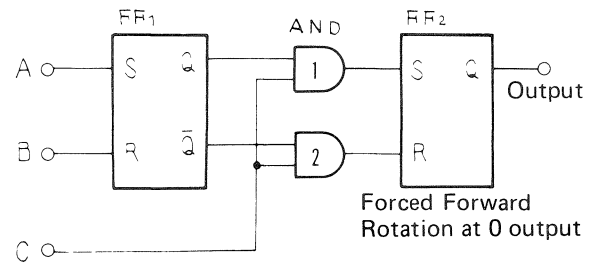 FF1
AND
FF2
A
S
Q
1
S
Q
Output
B
R
Q̅
2
R
Forced Forward
Rotation at 0 output
C